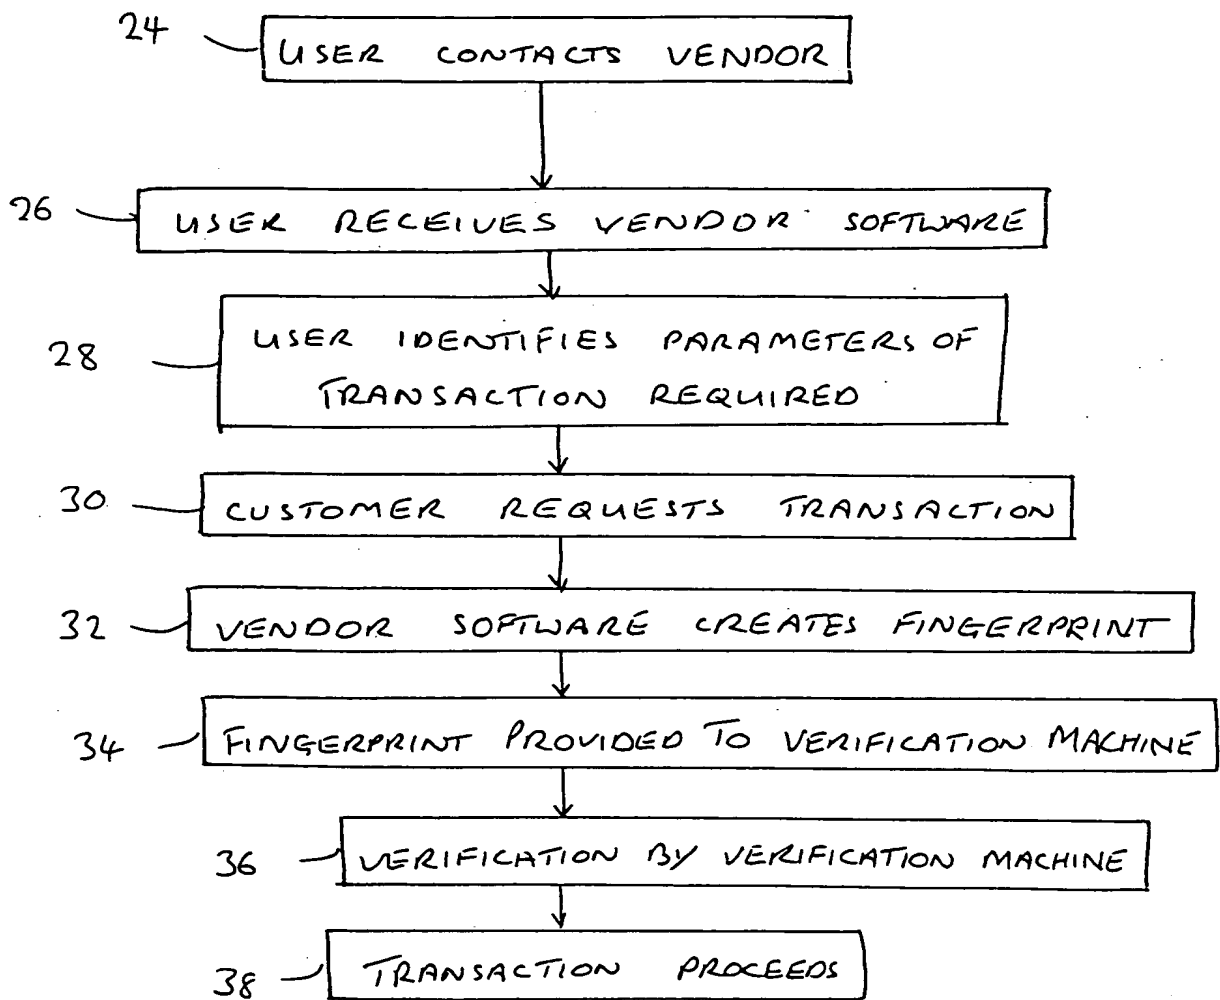 24
USER CONTACTS VENDOR
26
USER RECEIVES VENDOR SOFTWARE
28
USER IDENTIFIES PARAMETERS OF
TRANSACTION REQUIRED
30
CUSTOMER REQUESTS TRANSACTION
32
VENDOR SOFTWARE CREATES FINGERPRINT
34
FINGERPRINT PROVIDED TO VERIFICATION MACHINE
36
VERIFICATION BY VERIFICATION MACHINE
38
TRANSACTION PROCEEDS